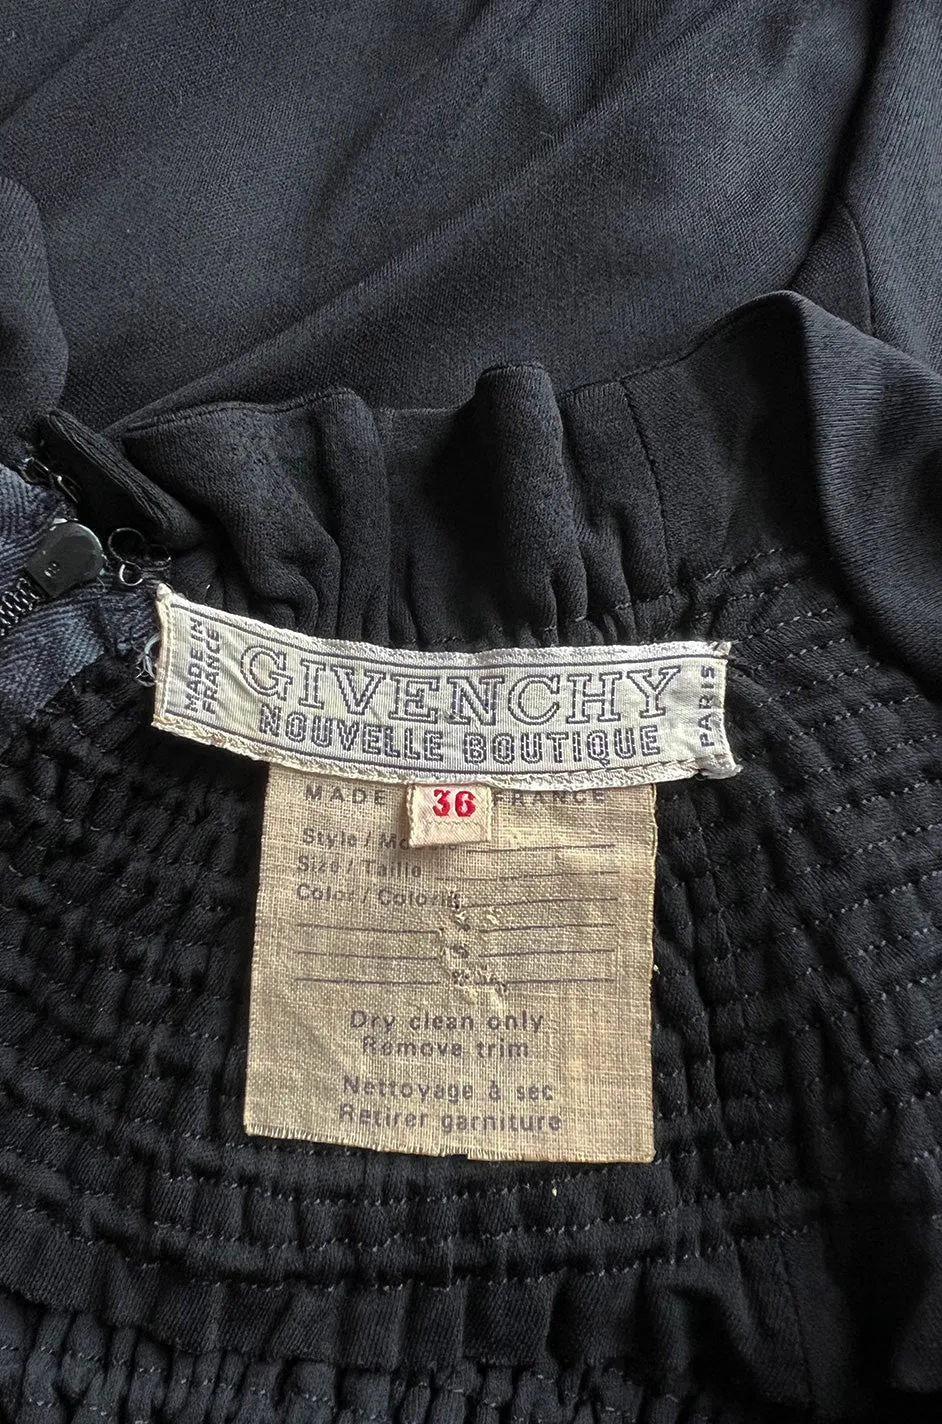 MADE IN
FRANCE
GIVENCHY
NOUVELLE BOUTIQUE
PARIS
36
MADE FRANCE
Style /
Size / Taille
Color / Coloris
Dry clean only
Remove trim
Nettoyage à sec
Retirer garniture